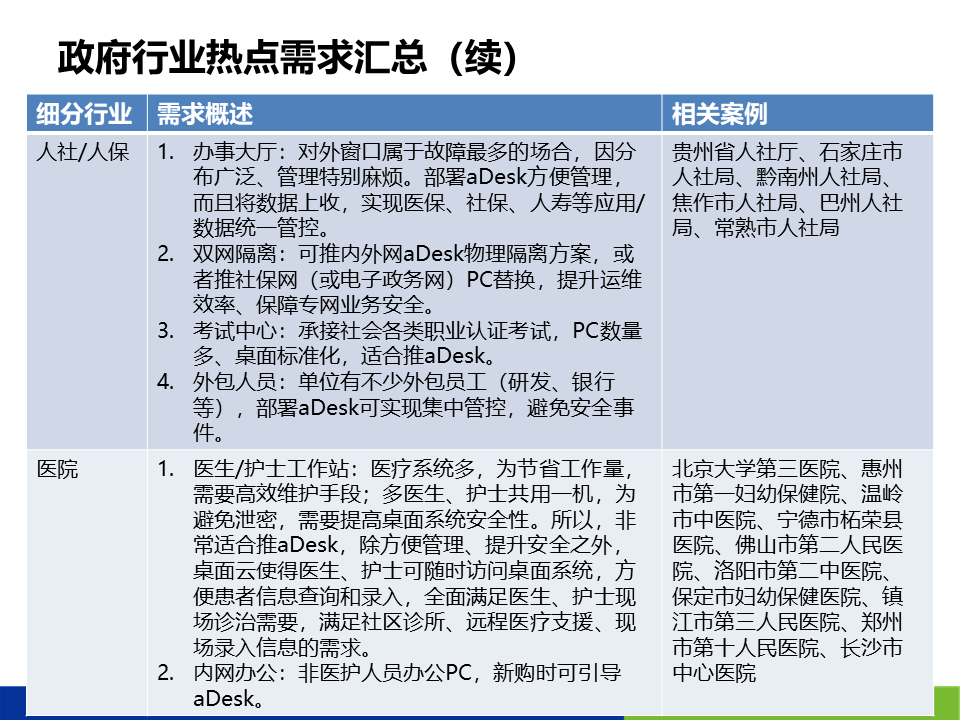 政府行业热点需求汇总（续）
细分行业
需求概述
相关案例
人社/人保
1. 办事大厅：对外窗口属于故障最多的场合，因分
布广泛、管理特别麻烦。部署aDesk方便管理，
而且将数据上收，实现医保、社保、人寿等应用/
数据统一管控。
2. 双网隔离：可推内外网aDesk物理隔离方案，或
者推社保网（或电子政务网）PC替换，提升运维
效率、保障专网业务安全。
3. 考试中心：承接社会各类职业认证考试，PC数量
多、桌面标准化，适合推aDesk。
4. 外包人员：单位有不少外包员工（研发、银行
等），部署aDesk可实现集中管控，避免安全事
件。
贵州省人社厅、石家庄市
人社局、黔南州人社局、
焦作市人社局、巴州人社
局、常熟市人社局
医院
1. 医生/护士工作站：医疗系统多，为节省工作量，
需要高效维护手段；多医生、护士共用一机，为
避免泄密，需要提高桌面系统安全性。所以，非
常适合推aDesk，除方便管理、提升安全之外，
桌面云使得医生、护士可随时访问桌面系统，方
便患者信息查询和录入，全面满足医生、护士现
场诊治需要，满足社区诊所、远程医疗支援、现
场录入信息的需求。
2. 内网办公：非医护人员办公PC，新购时可引导
aDesk。
北京大学第三医院、惠州
市第一妇幼保健院、温岭
市中医院、宁德市柘荣县
医院、佛山市第二人民医
院、洛阳市第二中医院、
保定市妇幼保健医院、镇
江市第三人民医院、郑州
市第十人民医院、长沙市
中心医院